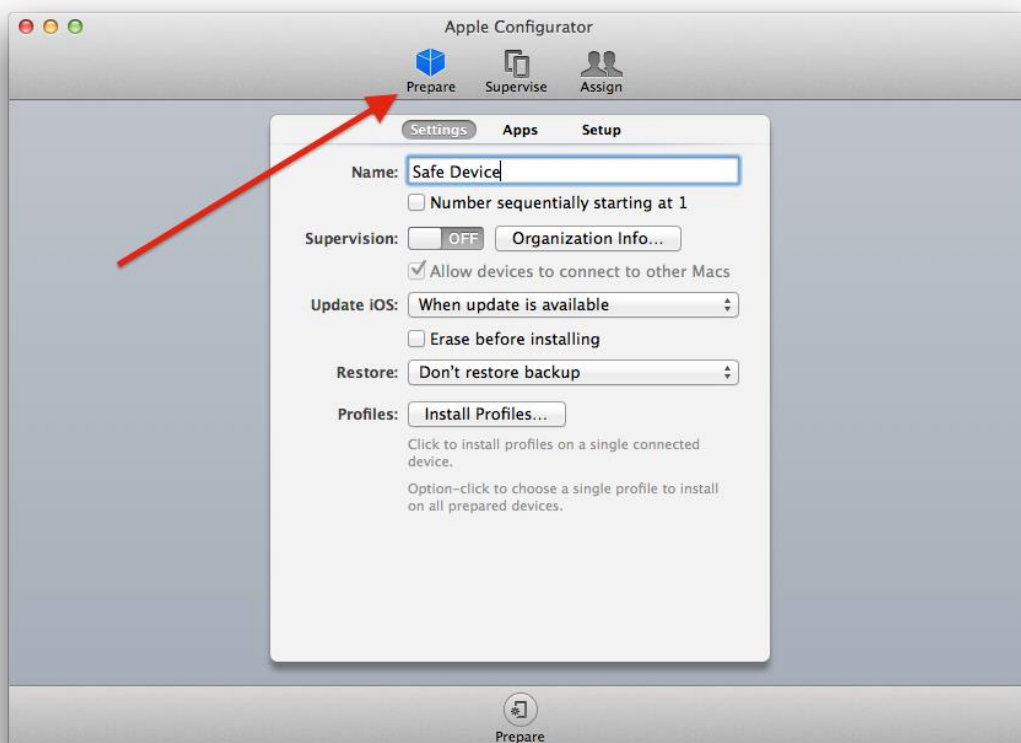 Apple Configurator
Prepare Supervise Assign
Settings Apps Setup
Name: Safe Device
Number sequentially starting at 1
Supervision: OFF Organization Info...
Allow devices to connect to other Macs
Update iOS: When update is available
Erase before installing
Restore: Don't restore backup
Profiles: Install Profiles...
Click to install profiles on a single connected
device.
Option-click to choose a single profile to install
on all prepared devices.
Prepare